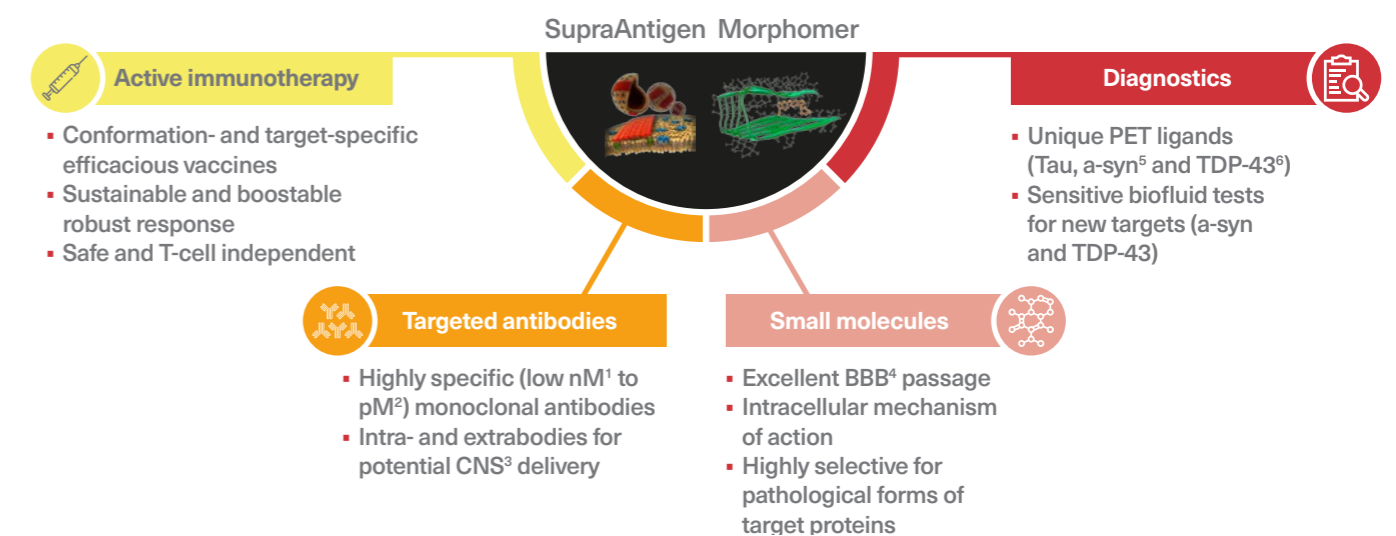 SupraAntigen Morphomer
Active immunotherapy
▪ Conformation- and target-specific
efficacious vaccines
▪ Sustainable and boostable
robust response
▪ Safe and T-cell independent
Diagnostics
▪ Unique PET ligands
(Tau, a-syn⁵ and TDP-43⁶)
▪ Sensitive biofluid tests
for new targets (a-syn
and TDP-43)
Targeted antibodies
▪ Highly specific (low nM¹ to
pM²) monoclonal antibodies
▪ Intra- and extrabodies for
potential CNS³ delivery
Small molecules
▪ Excellent BBB⁴ passage
▪ Intracellular mechanism
of action
▪ Highly selective for
pathological forms of
target proteins